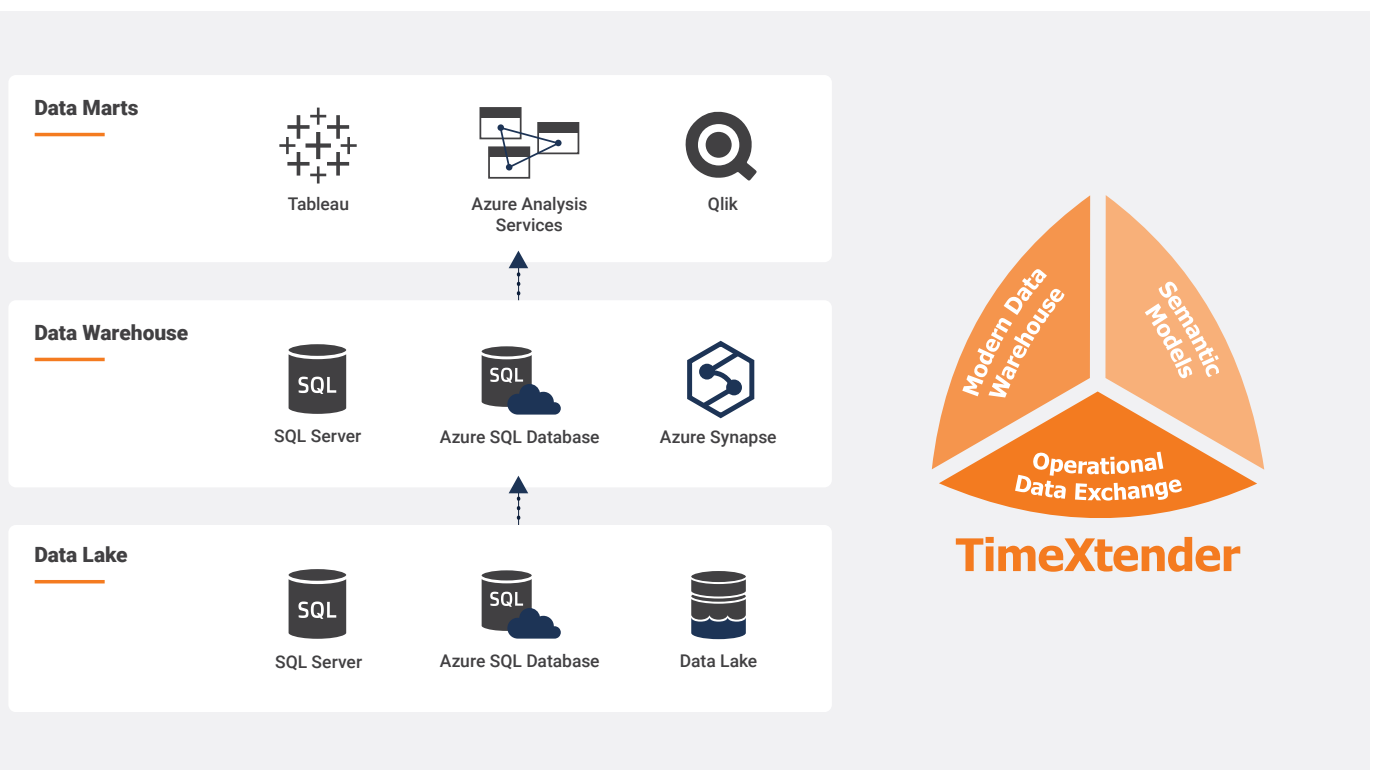 Data Marts
Tableau
Azure Analysis
Services
Qlik
Data Warehouse
SQL
SQL
SQL Server
Azure SQL Database
Azure Synapse
Data Lake
SQL
SQL
SQL Server
Azure SQL Database
Data Lake
Modern Data
Warehouse
Semantic
Models
Operational
Data Exchange
TimeXtender